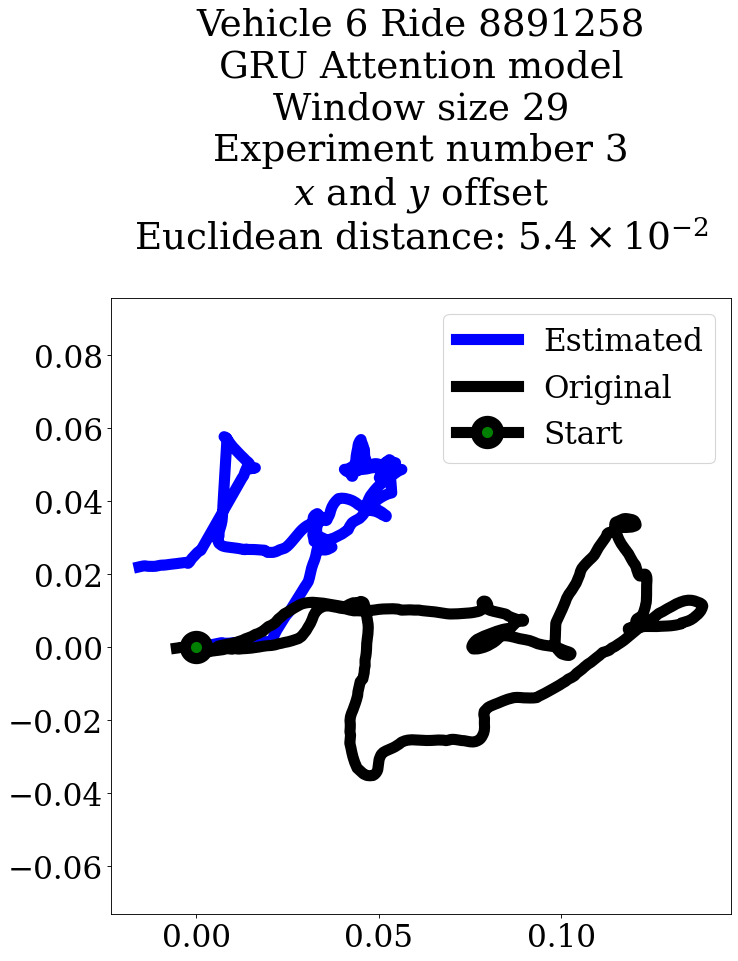 Vehicle 6 Ride 8891258
GRU Attention model
Window size 29
Experiment number 3
x and y offset
Euclidean distance: 5.4 × 10⁻²
Estimated
Original
Start
0.08
0.06
0.04
0.02
0.00
−0.02
−0.04
−0.06
0.00 0.05 0.10